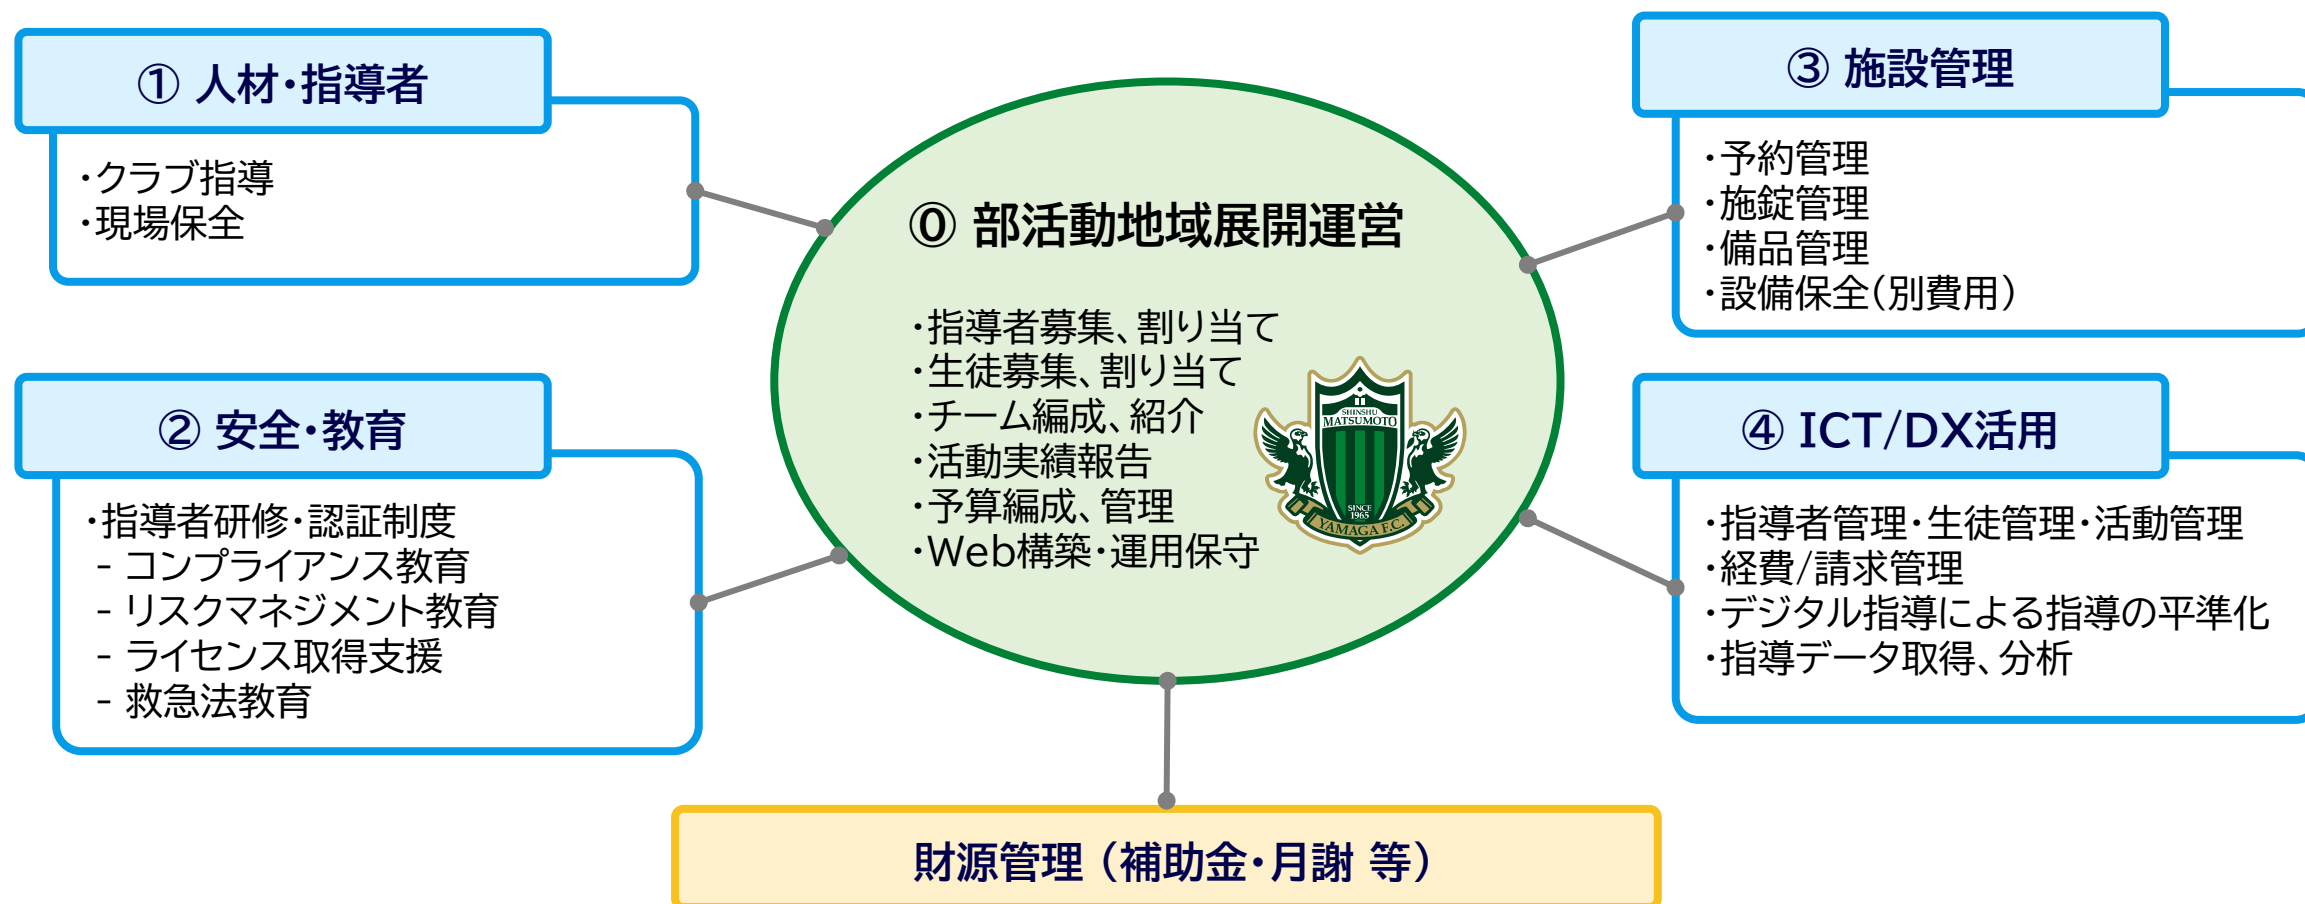 ① 人材・指導者
・クラブ指導
・現場保全
② 安全・教育
・指導者研修・認証制度
- コンプライアンス教育
- リスクマネジメント教育
- ライセンス取得支援
- 救急法教育
⓪ 部活動地域展開運営
・指導者募集、割り当て
・生徒募集、割り当て
・チーム編成、紹介
・活動実績報告
・予算編成、管理
・Web構築・運用保守
SHINSHU
MATSUMOTO
SINCE
1965
YAMAGA F.C.
③ 施設管理
・予約管理
・施錠管理
・備品管理
・設備保全（別費用）
④ ICT/DX活用
・指導者管理・生徒管理・活動管理
・経費/請求管理
・デジタル指導による指導の平準化
・指導データ取得、分析
財源管理（補助金・月謝 等）